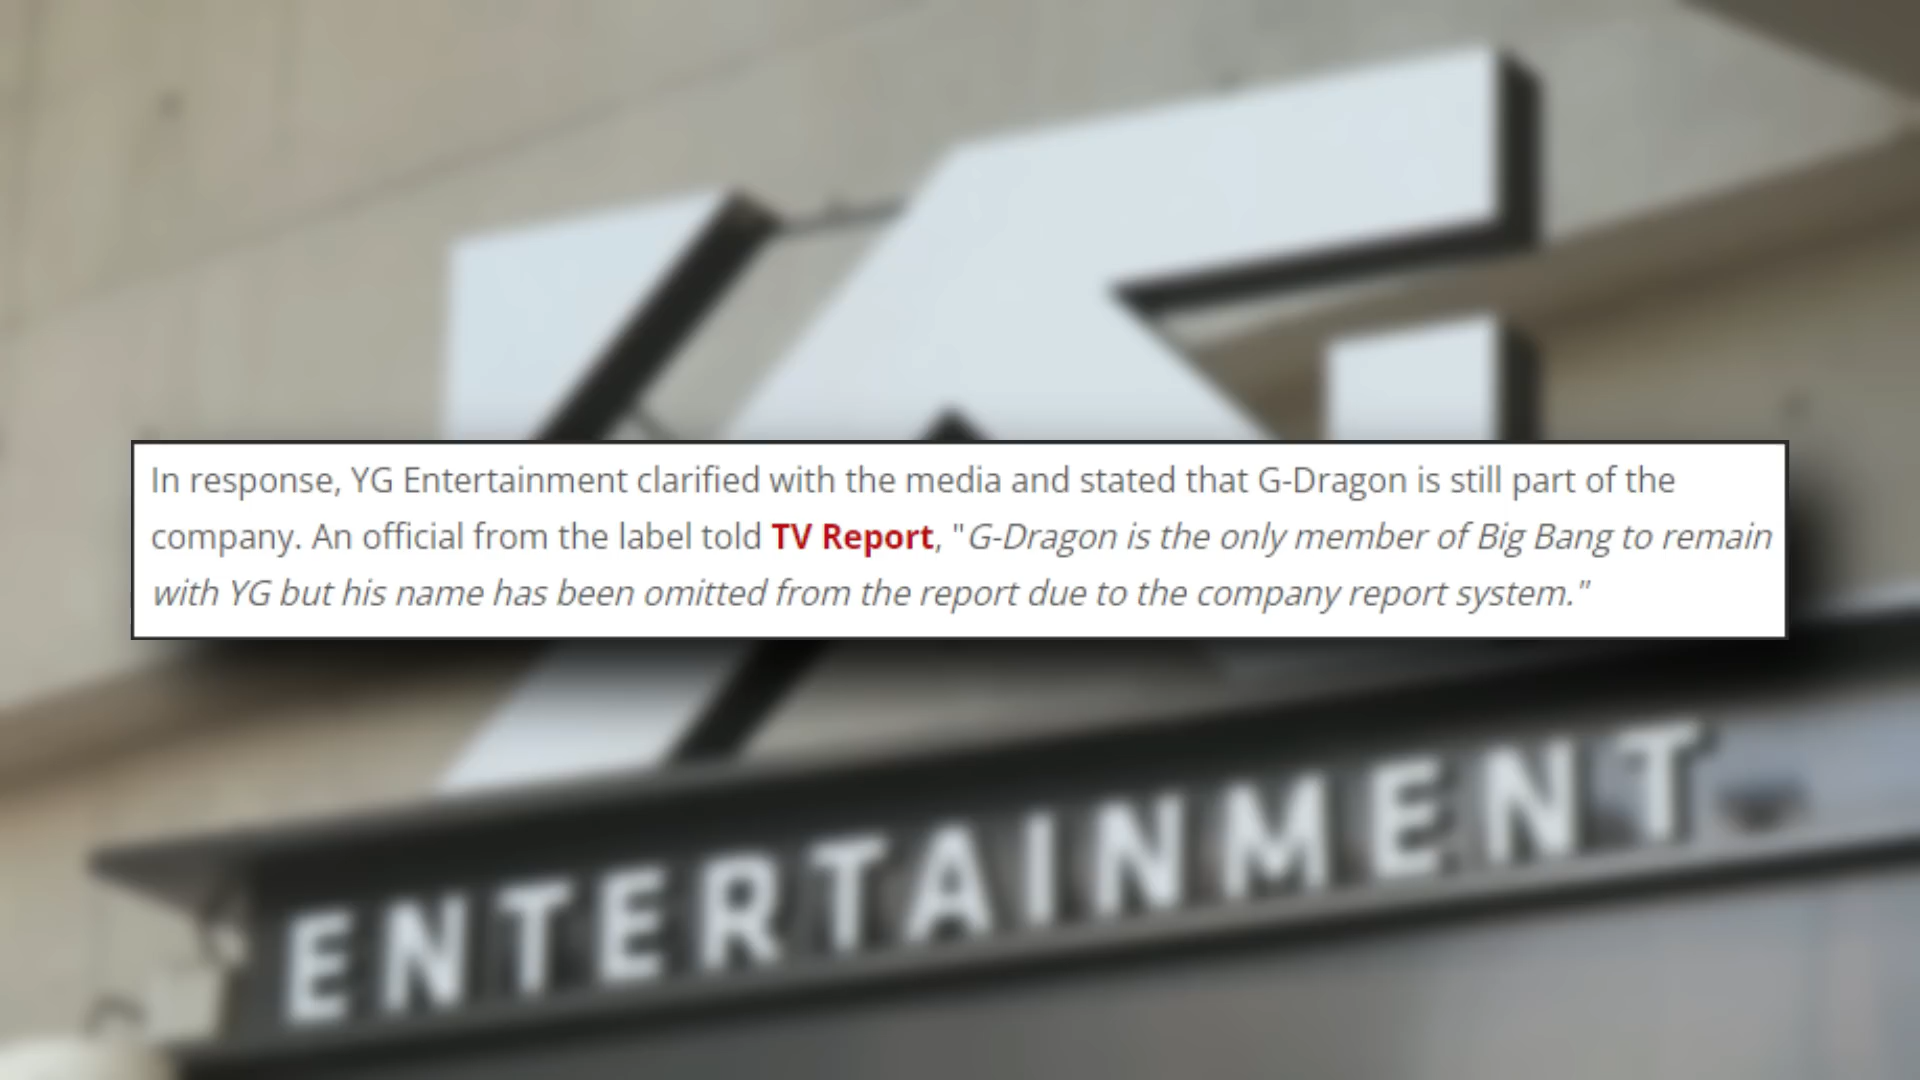 YG
In response, YG Entertainment clarified with the media and stated that G-Dragon is still part of the
company. An official from the label told TV Report, "G-Dragon is the only member of Big Bang to remain
with YG but his name has been omitted from the report due to the company report system."
ENTERTAINMENT